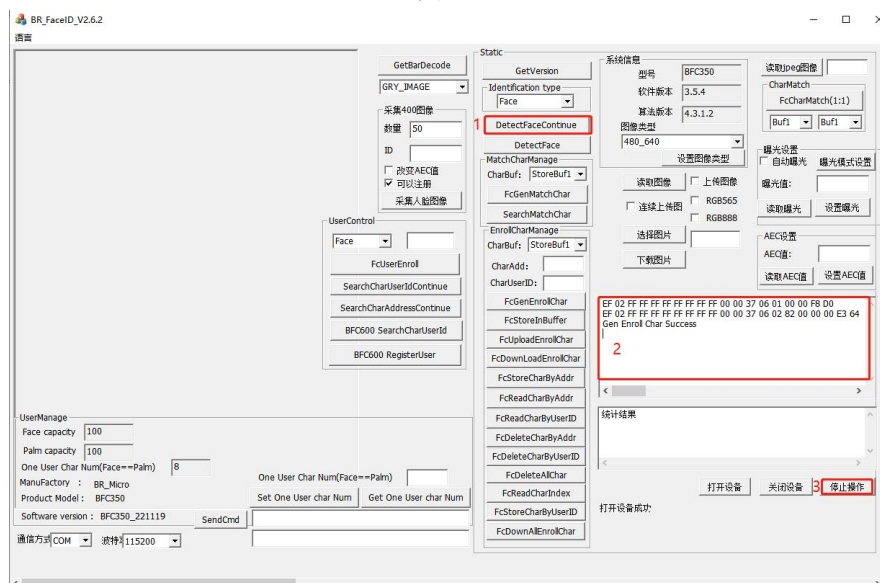 BR_FaceID_V2.6.2
语言
GetBarDecode
GRY_IMAGE
采集400图像
数量 50
ID
改变AEC值
可以注册
采集人脸图像
UserControl
Face
FcUserEnroll
SearchCharUserIdContinue
SearchCharAddressContinue
BFC600 SearchCharUserId
BFC600 RegisterUser
UserManage
Face capacity 100
Palm capacity 100
One User Char Num(Face==Palm) 8
ManuFactory : BR_Micro
Product Model: BFC350
Software version : BFC350_221119
SendCmd
One User Char Num(Face==Palm)
Set One User char Num
Get One User char Num
通信方式 COM
波特 115200
Static
GetVersion
Identification type
Face
1 DetectFaceContinue
DetectFace
MatchCharManage
CharBuf: StoreBuf1
FcGenMatchChar
SearchMatchChar
EnrollCharManage
CharBuf: StoreBuf1
CharAdd:
CharUserID:
FcGenEnrolChar
FcStoreInBuffer
FcUploadEnrollChar
FcDownLoadEnrollChar
FcStoreCharByAddr
FcReadCharByAddr
FcReadCharByUserID
FcDeleteCharByAddr
FcDeleteCharByUserID
FcDeleteAllChar
FcReadCharIndex
FcStoreCharByUserID
FcDownAllEnrollChar
系统信息
型号 BFC350
软件版本 3.5.4
算法版本 4.3.1.2
图像类型
480_640
设置图像类型
读取图像
上传图像
连续上传图
RGB565
RGB888
选择图片
下载图片
读取jpeg图像
CharMatch
FcCharMatch(1:1)
Buf1 Buf1
曝光设置
自动曝光 曝光模式设置
曝光值:
读取曝光 设置曝光
AEC设置
AEC值:
读取AEC值 设置AEC值
EF 02 FF FF FF FF FF FF FF FF 00 00 37 06 01 00 00 F8 D0
EF 02 FF FF FF FF FF FF FF FF 00 00 37 06 02 82 00 00 00 E3 64
Gen Enroll Char Success
2
统计结果
打开设备 关闭设备 3 停止操作
打开设备成功